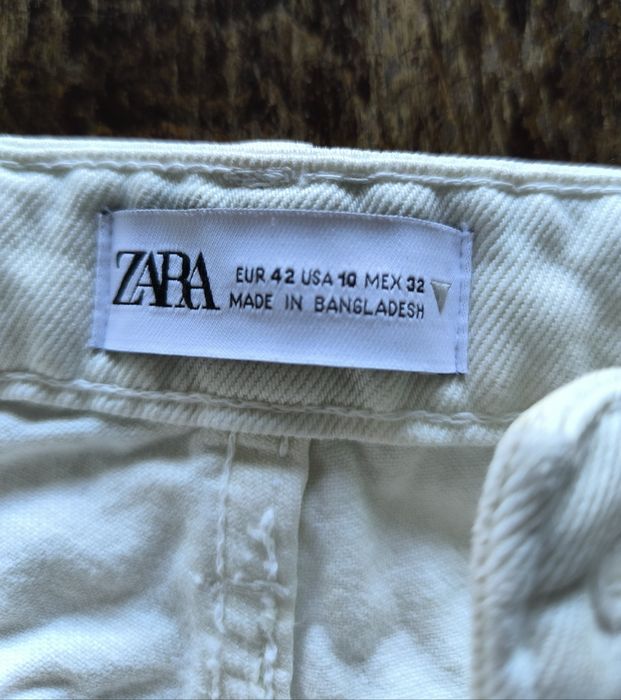 ZARA
EUR 42 USA 10 MEX 32
MADE IN BANGLADESH